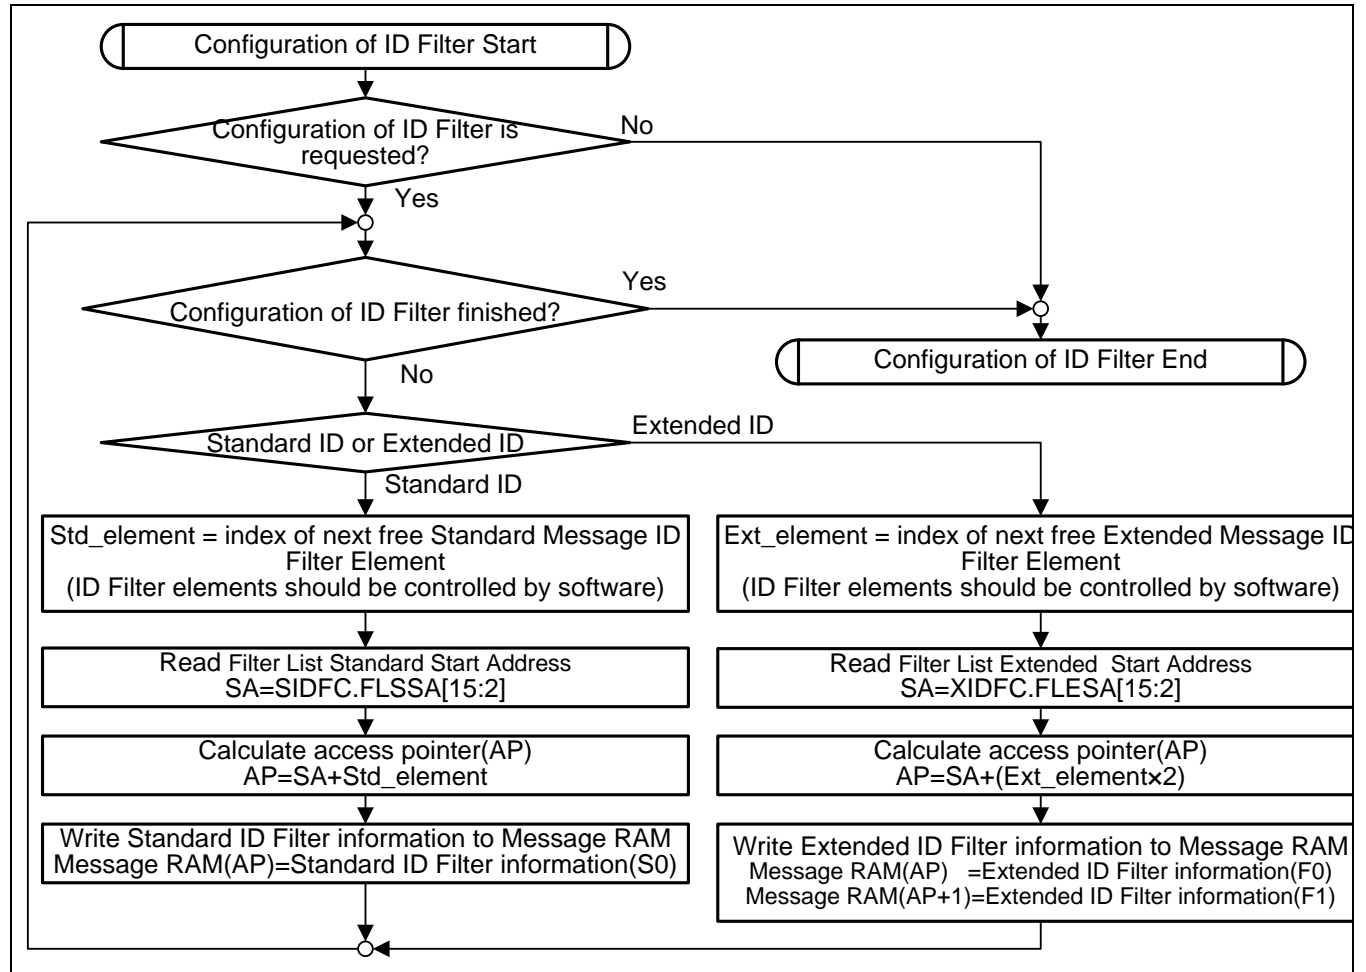 Configuration of ID Filter Start
Configuration of ID Filter is
requested?
No
Yes
Configuration of ID Filter finished?
Yes
No
Configuration of ID Filter End
Standard ID or Extended ID
Extended ID
Standard ID
Std_element = index of next free Standard Message ID
Filter Element
(ID Filter elements should be controlled by software)
Read Filter List Standard Start Address
SA=SIDFC.FLSSA[15:2]
Calculate access pointer(AP)
AP=SA+Std_element
Write Standard ID Filter information to Message RAM
Message RAM(AP)=Standard ID Filter information(S0)
Ext_element = index of next free Extended Message ID
Filter Element
(ID Filter elements should be controlled by software)
Read Filter List Extended Start Address
SA=XIDFC.FLESA[15:2]
Calculate access pointer(AP)
AP=SA+(Ext_element×2)
Write Extended ID Filter information to Message RAM
Message RAM(AP) =Extended ID Filter information(F0)
Message RAM(AP+1)=Extended ID Filter information(F1)